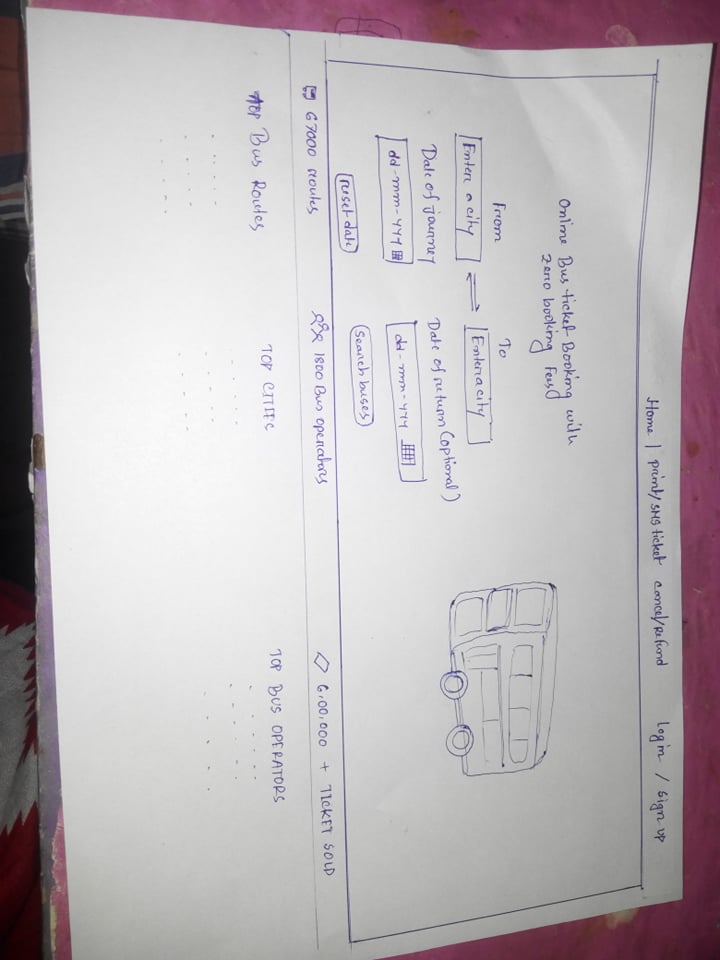 Home | print/SMS ticket cancel/Refund Login / Sign up
Online Bus ticket Booking with
zero booking Fees
From To
Enter a city Enter a city
Date of journey Date of return (optional)
dd-mm-yyy dd-mm-yyy
reset date Search buses
67000 routes 1800 Bus operators 6,00,000 + TICKET SOLD
TOP Bus Routes TOP CITIES TOP BUS OPERATORS